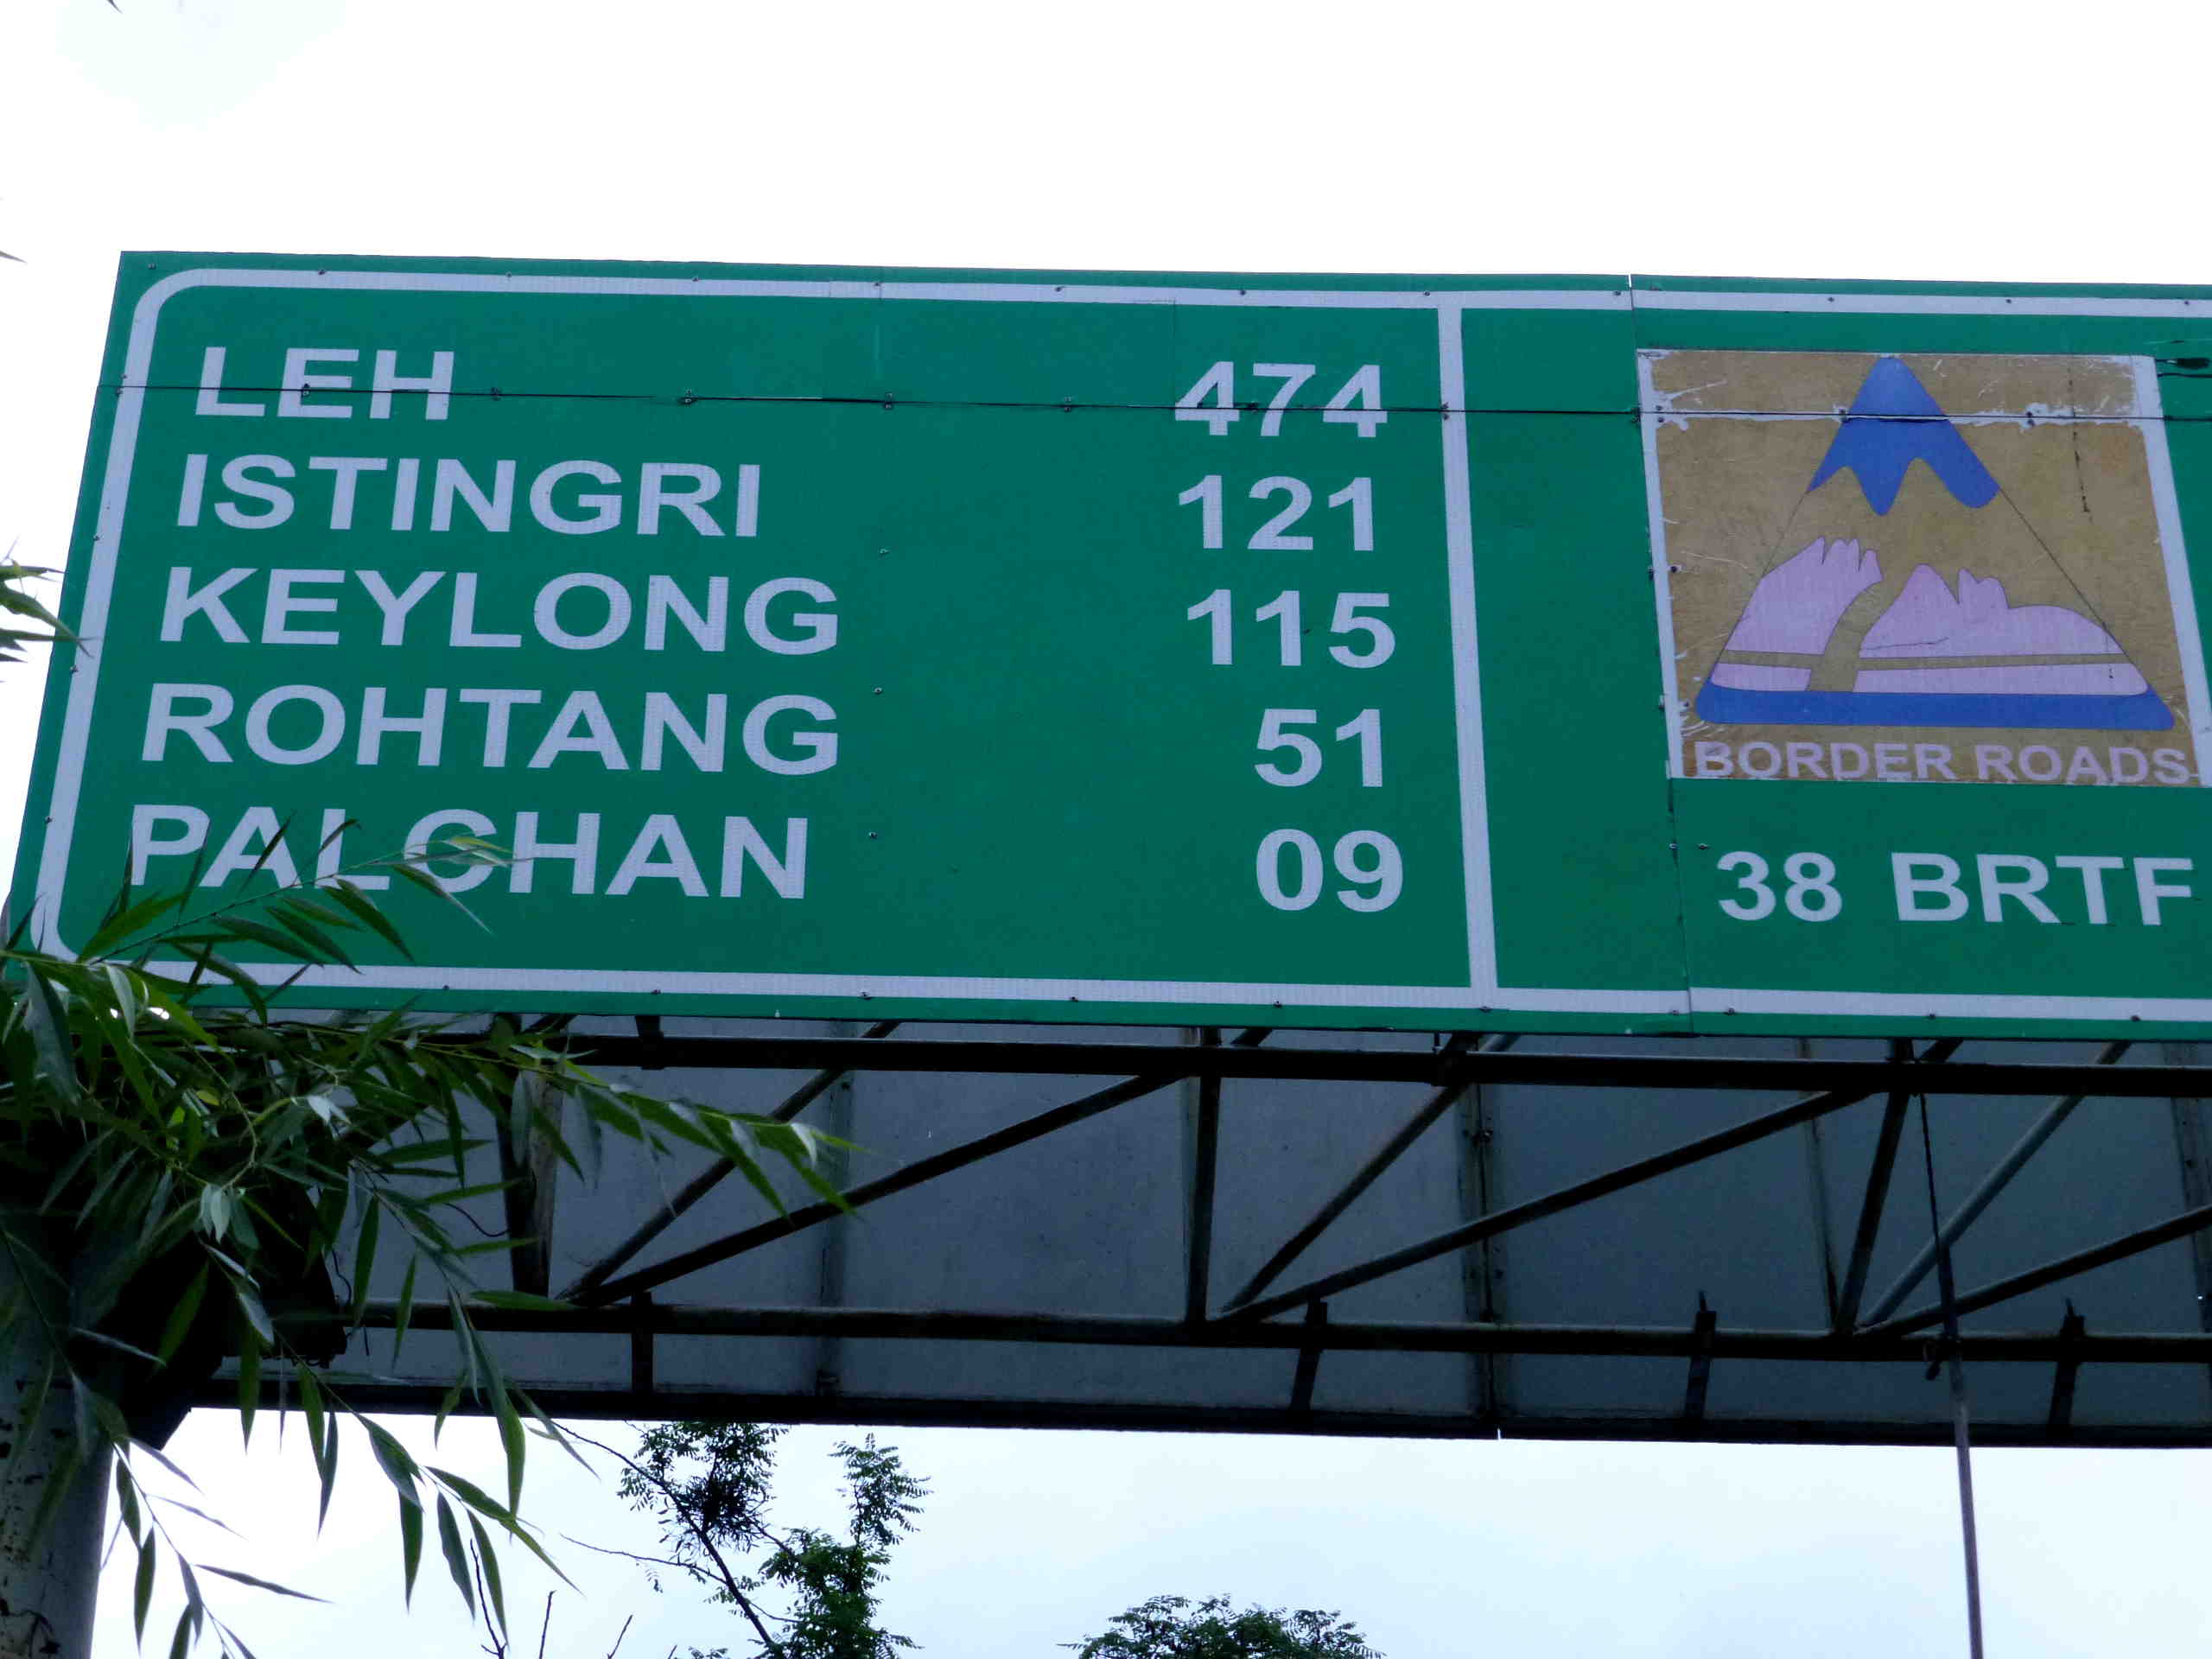 LEH 474
ISTINGRI 121
KEYLONG 115
ROHTANG 51
PALCHAN 09
BORDER ROADS
38 BRTF